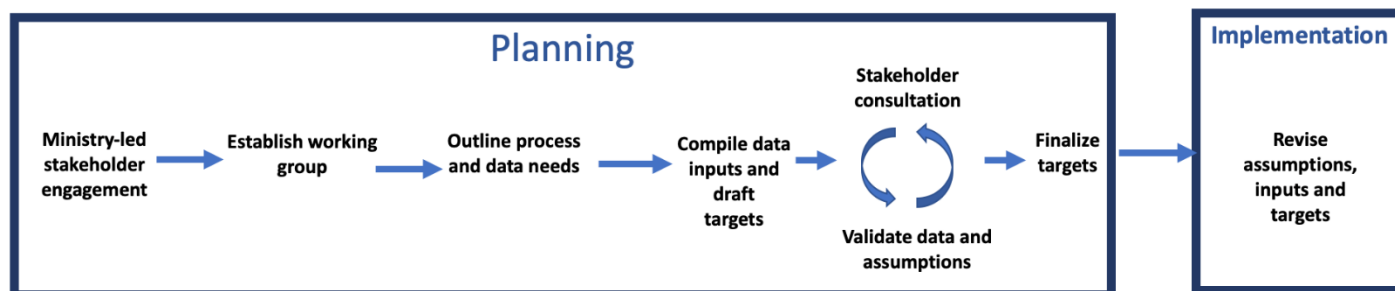 Planning
Ministry-led
stakeholder
engagement
Establish working
group
Outline process
and data needs
Compile data
inputs and
draft
targets
Stakeholder
consultation
Validate data and
assumptions
Finalize
targets
Implementation
Revise
assumptions,
inputs and
targets